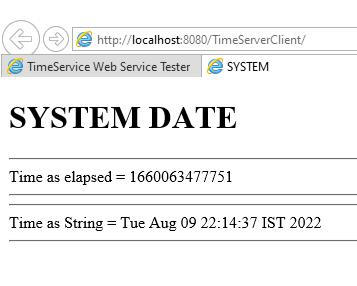 http://localhost:8080/TimeServerClient/
TimeService Web Service Tester
SYSTEM
SYSTEM DATE
Time as elapsed = 1660063477751
Time as String = Tue Aug 09 22:14:37 IST 2022